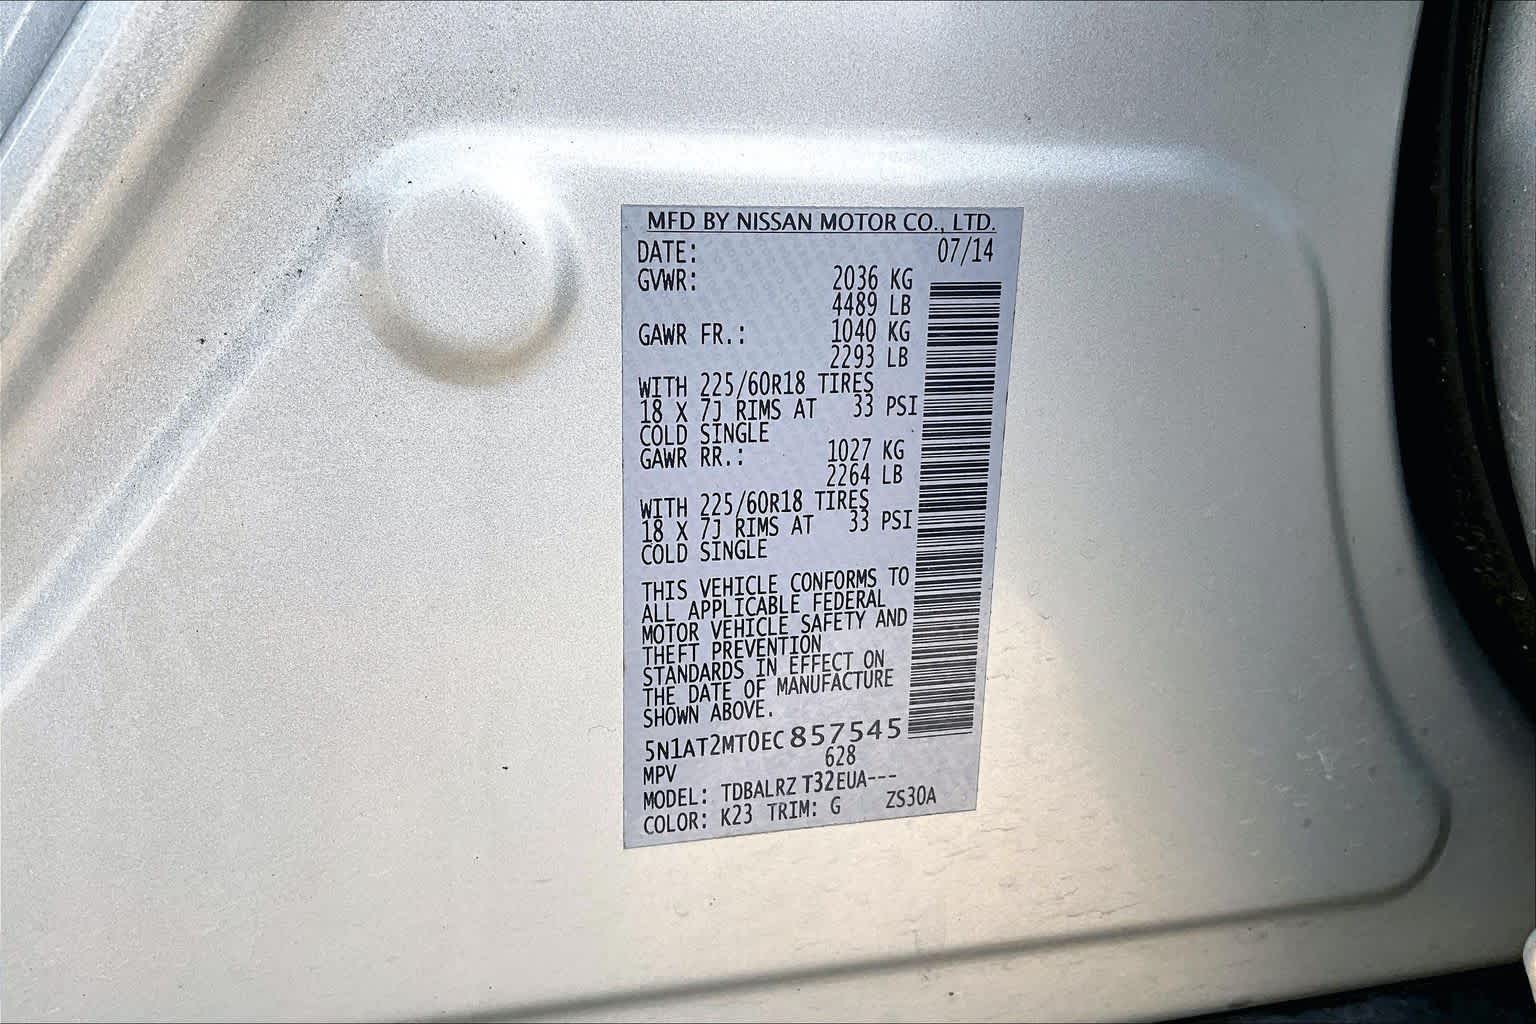 MFD BY NISSAN MOTOR CO., LTD.
DATE: 07/14
GVWR: 2036 KG
4489 LB
GAWR FR.: 1040 KG
2293 LB
WITH 225/60R18 TIRES
18 X 7J RIMS AT 33 PSI
COLD SINGLE
GAWR RR.: 1027 KG
2264 LB
WITH 225/60R18 TIRES
18 X 7J RIMS AT 33 PSI
COLD SINGLE
THIS VEHICLE CONFORMS TO
ALL APPLICABLE FEDERAL
MOTOR VEHICLE SAFETY AND
THEFT PREVENTION
STANDARDS IN EFFECT ON
THE DATE OF MANUFACTURE
SHOWN ABOVE.
5N1AT2MT0EC857545
MPV 628
MODEL: TDBALRZ T32EUA---
COLOR: K23 TRIM: G ZS30A